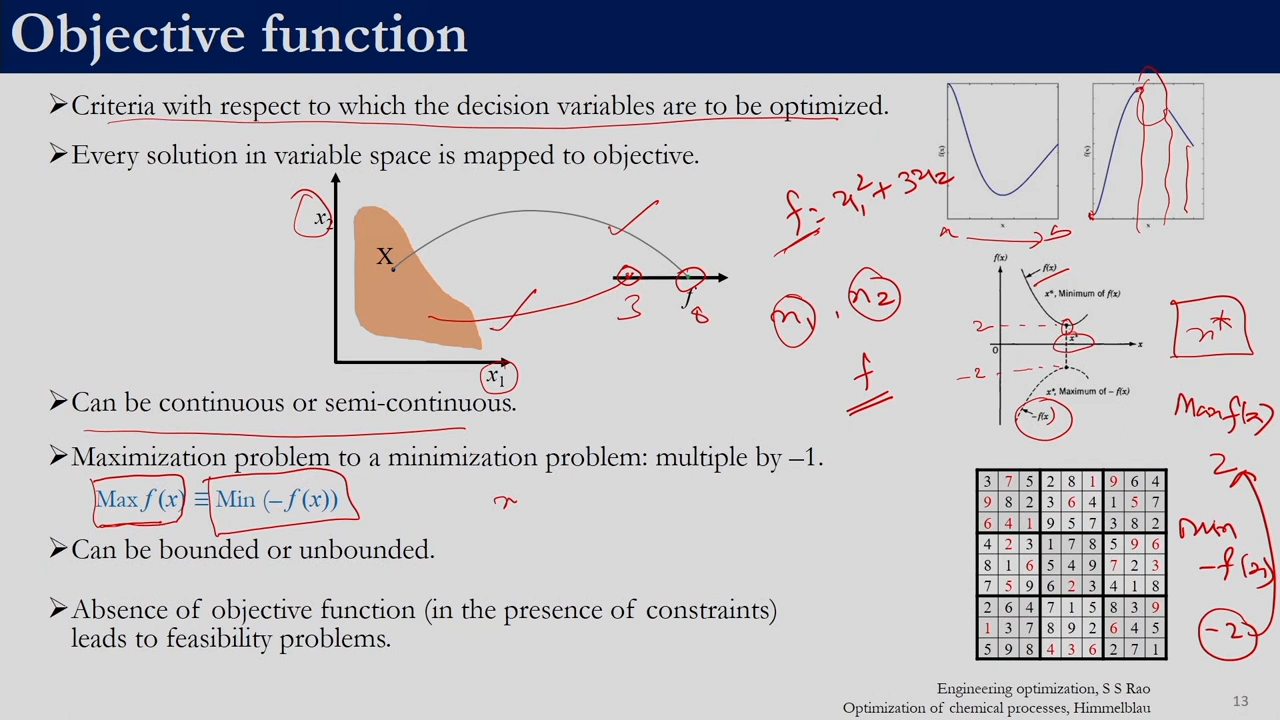 Objective function
➢Criteria with respect to which the decision variables are to be optimized.
➢Every solution in variable space is mapped to objective.
x2
X
x1
f
3
8
f = x₁² + 3x₂
x₁, x₂
f
f(x)
x
f(x)
x
a
b
f(x)
f(x)
x*, Minimum of f(x)
2
x*
0
x
-2
x*, Maximum of – f(x)
–f(x)
x*
Max f(x)
2
Min
-f(x)
-2
➢Can be continuous or semi-continuous.
➢Maximization problem to a minimization problem: multiple by –1.
Max f(x) ≡ Min (–f(x))
x
➢Can be bounded or unbounded.
➢Absence of objective function (in the presence of constraints)
leads to feasibility problems.
3 7 5 2 8 1 9 6 4
9 8 2 3 6 4 1 5 7
6 4 1 9 5 7 3 8 2
4 2 3 1 7 8 5 9 6
8 1 6 5 4 9 7 2 3
7 5 9 6 2 3 4 1 8
2 6 4 7 1 5 8 3 9
1 3 7 8 9 2 6 4 5
5 9 8 4 3 6 2 7 1
Engineering optimization, S S Rao
Optimization of chemical processes, Himmelblau
13